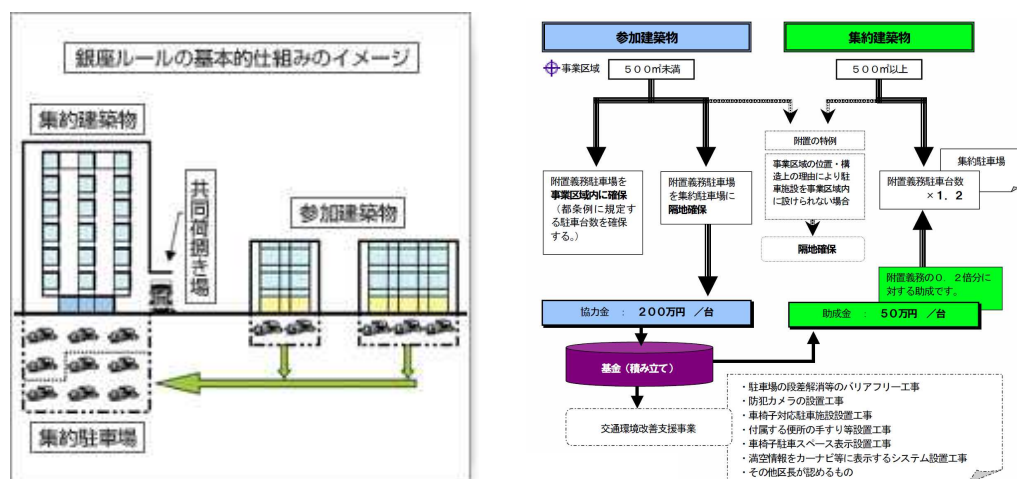 銀座ルールの基本的仕組みのイメージ
集約建築物
共同荷捌き場
参加建築物
集約駐車場
参加建築物
集約建築物
事業区域
500㎡未満
500㎡以上
附置の特例
事業区域の位置・構
造上の理由により駐
車施設を事業区域内
に設けられない場合
隔地確保
附置義務駐車場を
事業区域内に確保
(都条例に規定す
る駐車台数を確保
する。)
附置義務駐車場
を集約駐車場に
隔地確保
集約駐車場
附置義務駐車台数
×1.2
附置義務の0.2倍分に
対する助成です。
協力金 : 200万円 /台
助成金 : 50万円 /台
基金(積み立て)
交通環境改善支援事業
・駐車場の段差解消等のバリアフリー工事
・防犯カメラの設置工事
・車椅子対応駐車施設設置工事
・付属する便所の手すり等設置工事
・車椅子駐車スペース表示設置工事
・満空情報をカーナビ等に表示するシステム設置工事
・その他区長が認めるもの